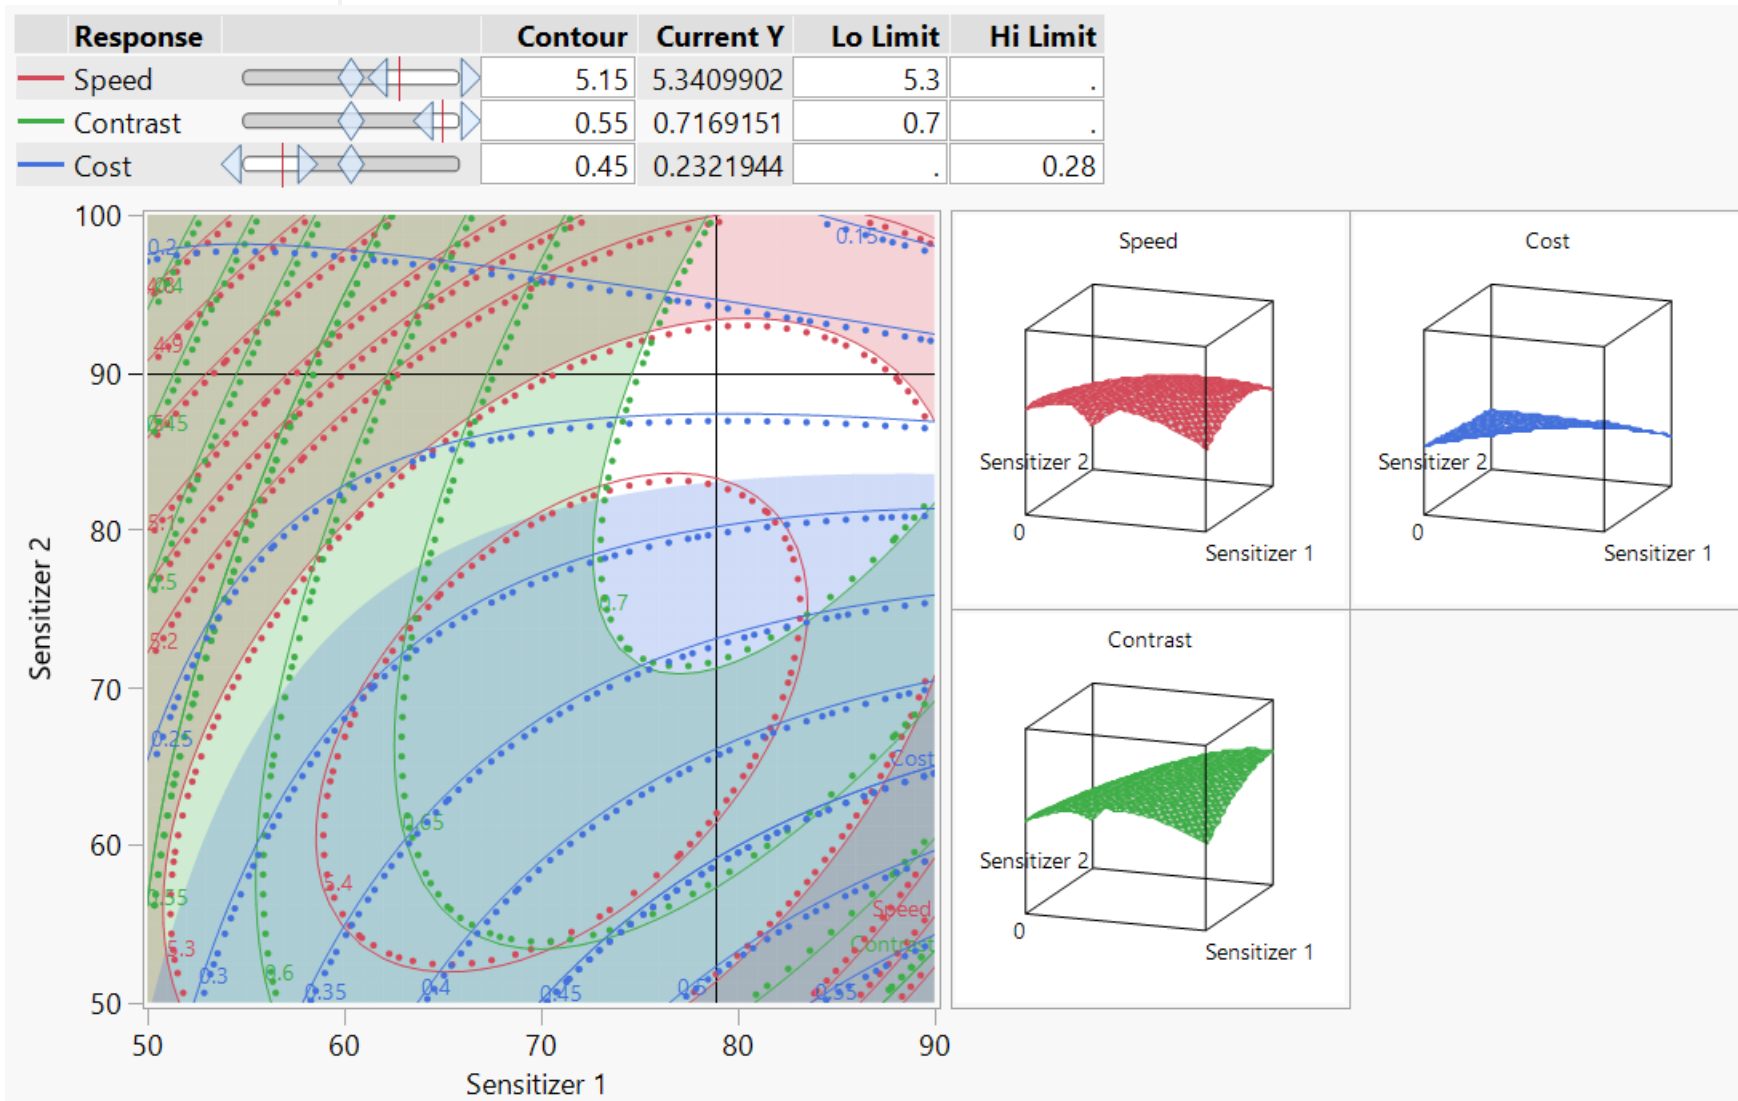 Response Contour Current Y Lo Limit Hi Limit
Speed 5.15 5.3409902 5.3 .
Contrast 0.55 0.7169151 0.7 .
Cost 0.45 0.2321944 . 0.28
100
90
80
70
60
50
Sensitizer 2
0.2
0.15
4.9
0.45
5.1
0.5
5.2
0.7
0.25
Cost
0.65
5.4
0.55
Speed
Contrast
5.3
0.3
0.6
0.35
0.4
0.45
0.5
0.55
50 60 70 80 90
Sensitizer 1
Speed
Sensitizer 2
0
Sensitizer 1
Cost
Sensitizer 2
0
Sensitizer 1
Contrast
Sensitizer 2
0
Sensitizer 1